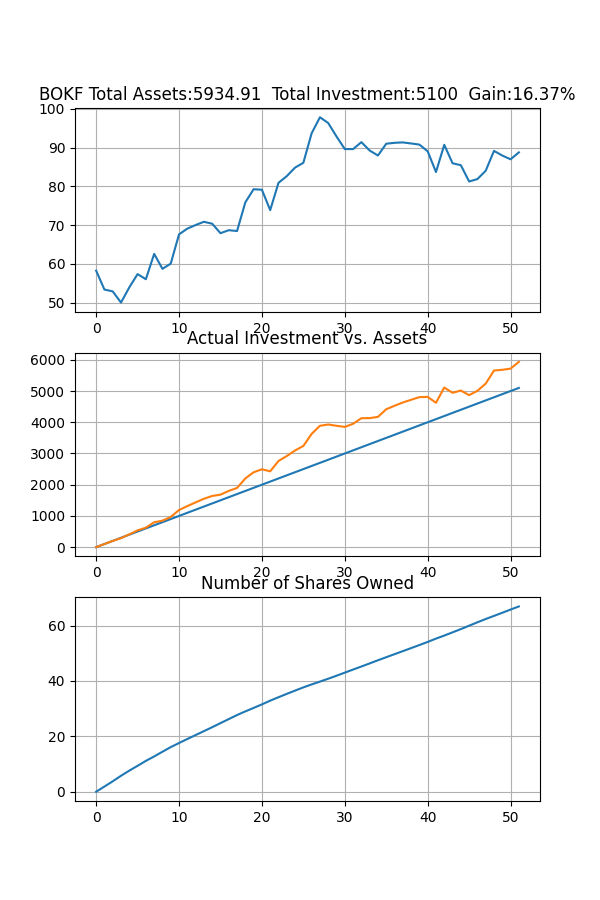 BOKF Total Assets:5934.91  Total Investment:5100  Gain:16.37%
100
90
80
70
60
50
0 10 20 30 40 50
Actual Investment vs. Assets
6000
5000
4000
3000
2000
1000
0
0 10 20 30 40 50
Number of Shares Owned
60
40
20
0
0 10 20 30 40 50